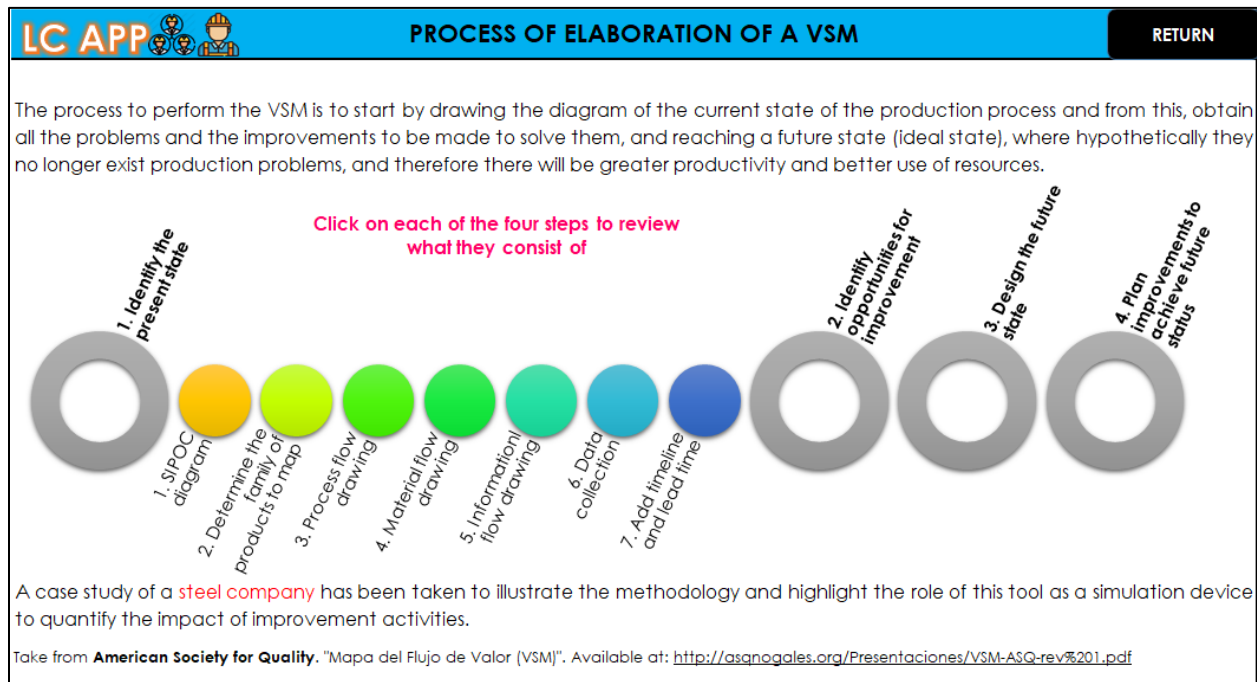 LC APP
PROCESS OF ELABORATION OF A VSM
RETURN
The process to perform the VSM is to start by drawing the diagram of the current state of the production process and from this, obtain
all the problems and the improvements to be made to solve them, and reaching a future state (ideal state), where hypothetically they
no longer exist production problems, and therefore there will be greater productivity and better use of resources.
Click on each of the four steps to review
what they consist of
1. Identify the
present state
1. SIPOC
diagram
2. Determine the
family of
products to map
3. Process flow
drawing
4. Material flow
drawing
5. Informationl
flow drawing
6. Data
collection
7. Add timeline
and lead time
2. Identify
opportunities for
improvement
3. Design the future
state
4. Plan
improvements to
achieve future
status
A case study of a steel company has been taken to illustrate the methodology and highlight the role of this tool as a simulation device
to quantify the impact of improvement activities.
Take from American Society for Quality. "Mapa del Flujo de Valor (VSM)". Available at: http://asqnogales.org/Presentaciones/VSM-ASQ-rev%201.pdf